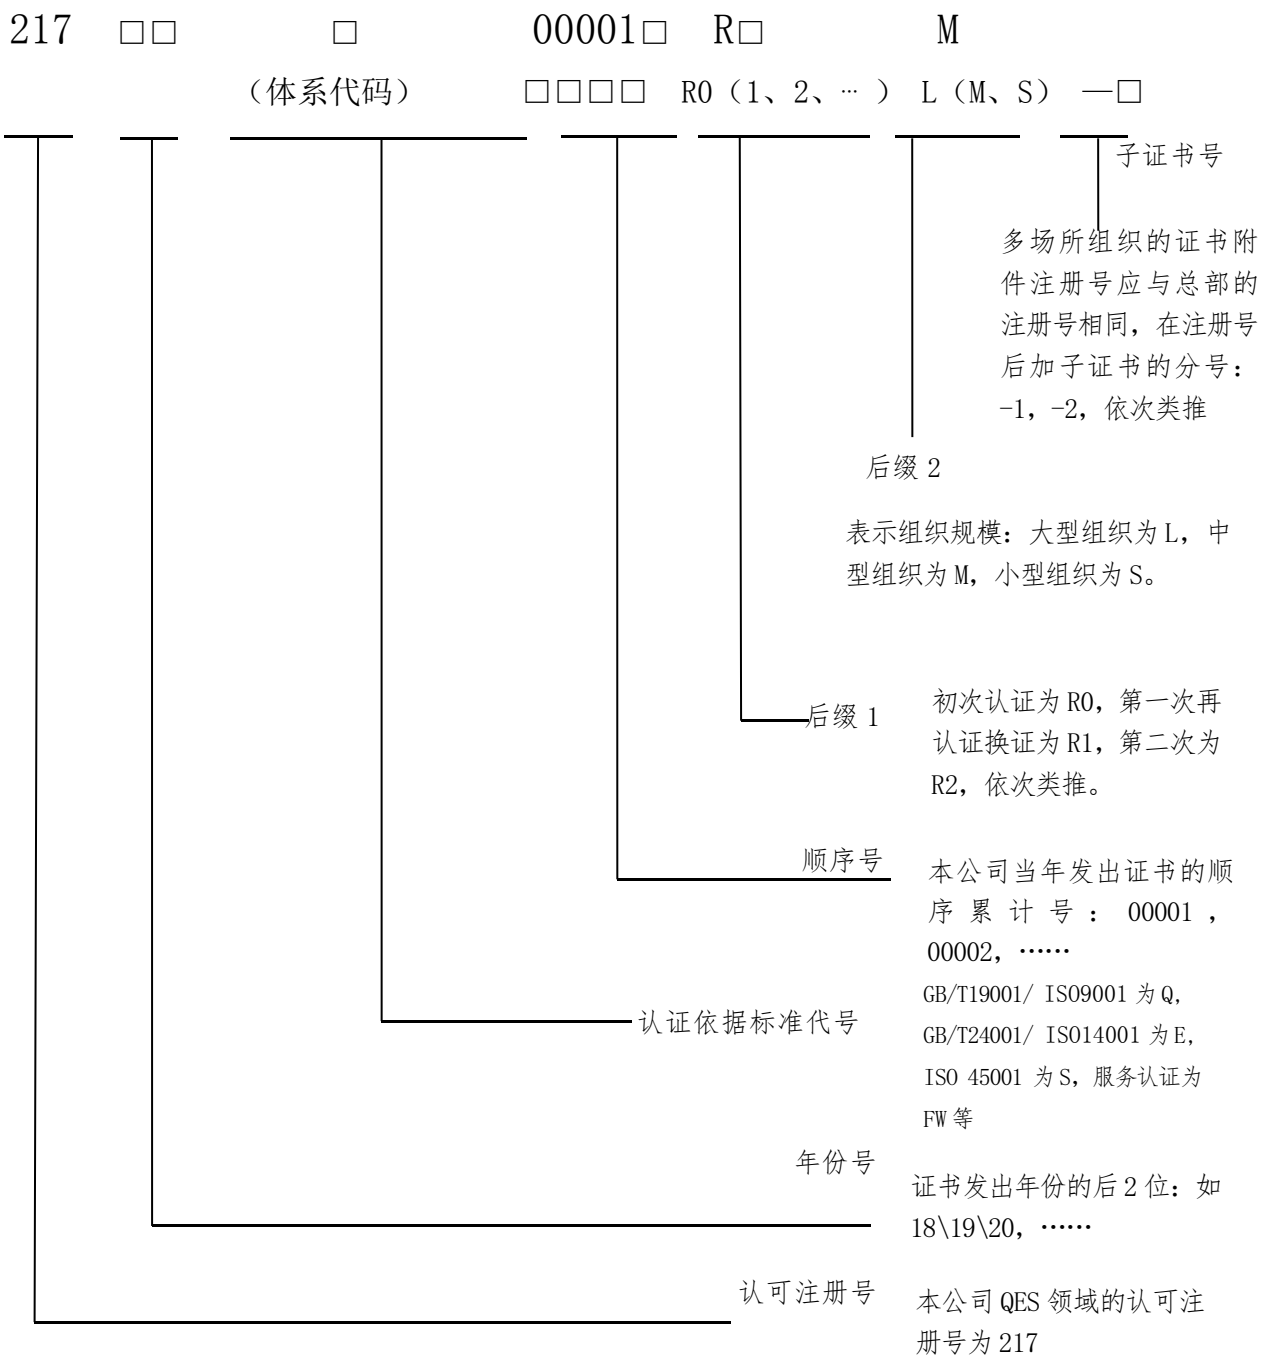 217 □□ □ 00001□ R□ M
（体系代码） □□□□ R0（1、2、…） L（M、S） —□
子证书号
多场所组织的证书附
件注册号应与总部的
注册号相同，在注册号
后加子证书的分号：
-1，-2，依次类推
后缀 2
表示组织规模：大型组织为 L，中
型组织为 M，小型组织为 S。
后缀 1
初次认证为 R0，第一次再
认证换证为 R1，第二次为
R2，依次类推。
顺序号
本公司当年发出证书的顺
序累计号：00001，
00002，……
GB/T19001/ ISO9001 为 Q，
GB/T24001/ ISO14001 为 E，
ISO 45001 为 S，服务认证为
FW 等
认证依据标准代号
年份号
证书发出年份的后 2 位：如
18\19\20，……
认可注册号
本公司 QES 领域的认可注
册号为 217